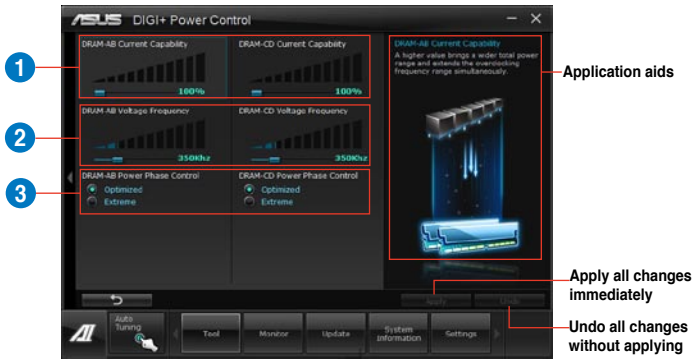 ASUS DIGI+ Power Control
DRAM-AB Current Capability
100%
DRAM-CD Current Capability
100%
DRAM-AB Voltage Frequency
350Khz
DRAM-CD Voltage Frequency
350Khz
DRAM-AB Power Phase Control
Optimized
Extreme
DRAM-CD Power Phase Control
Optimized
Extreme
DRAM-AB Current Capability
A higher value brings a wider total power
range and extends the overclocking
frequency range simultaneously.
1
2
3
Application aids
Apply all changes
immediately
Undo all changes
without applying
Apply
Undo
AI
Auto
Tuning
Tool
Monitor
Update
System
Information
Settings